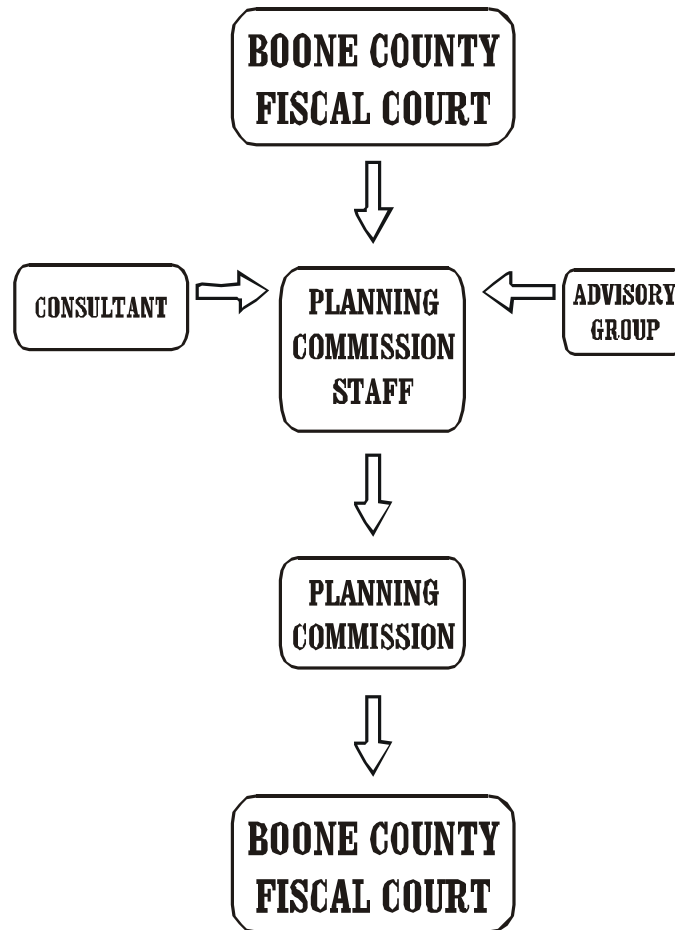 BOONE COUNTY
FISCAL COURT
CONSULTANT
PLANNING
COMMISSION
STAFF
ADVISORY
GROUP
PLANNING
COMMISSION
BOONE COUNTY
FISCAL COURT